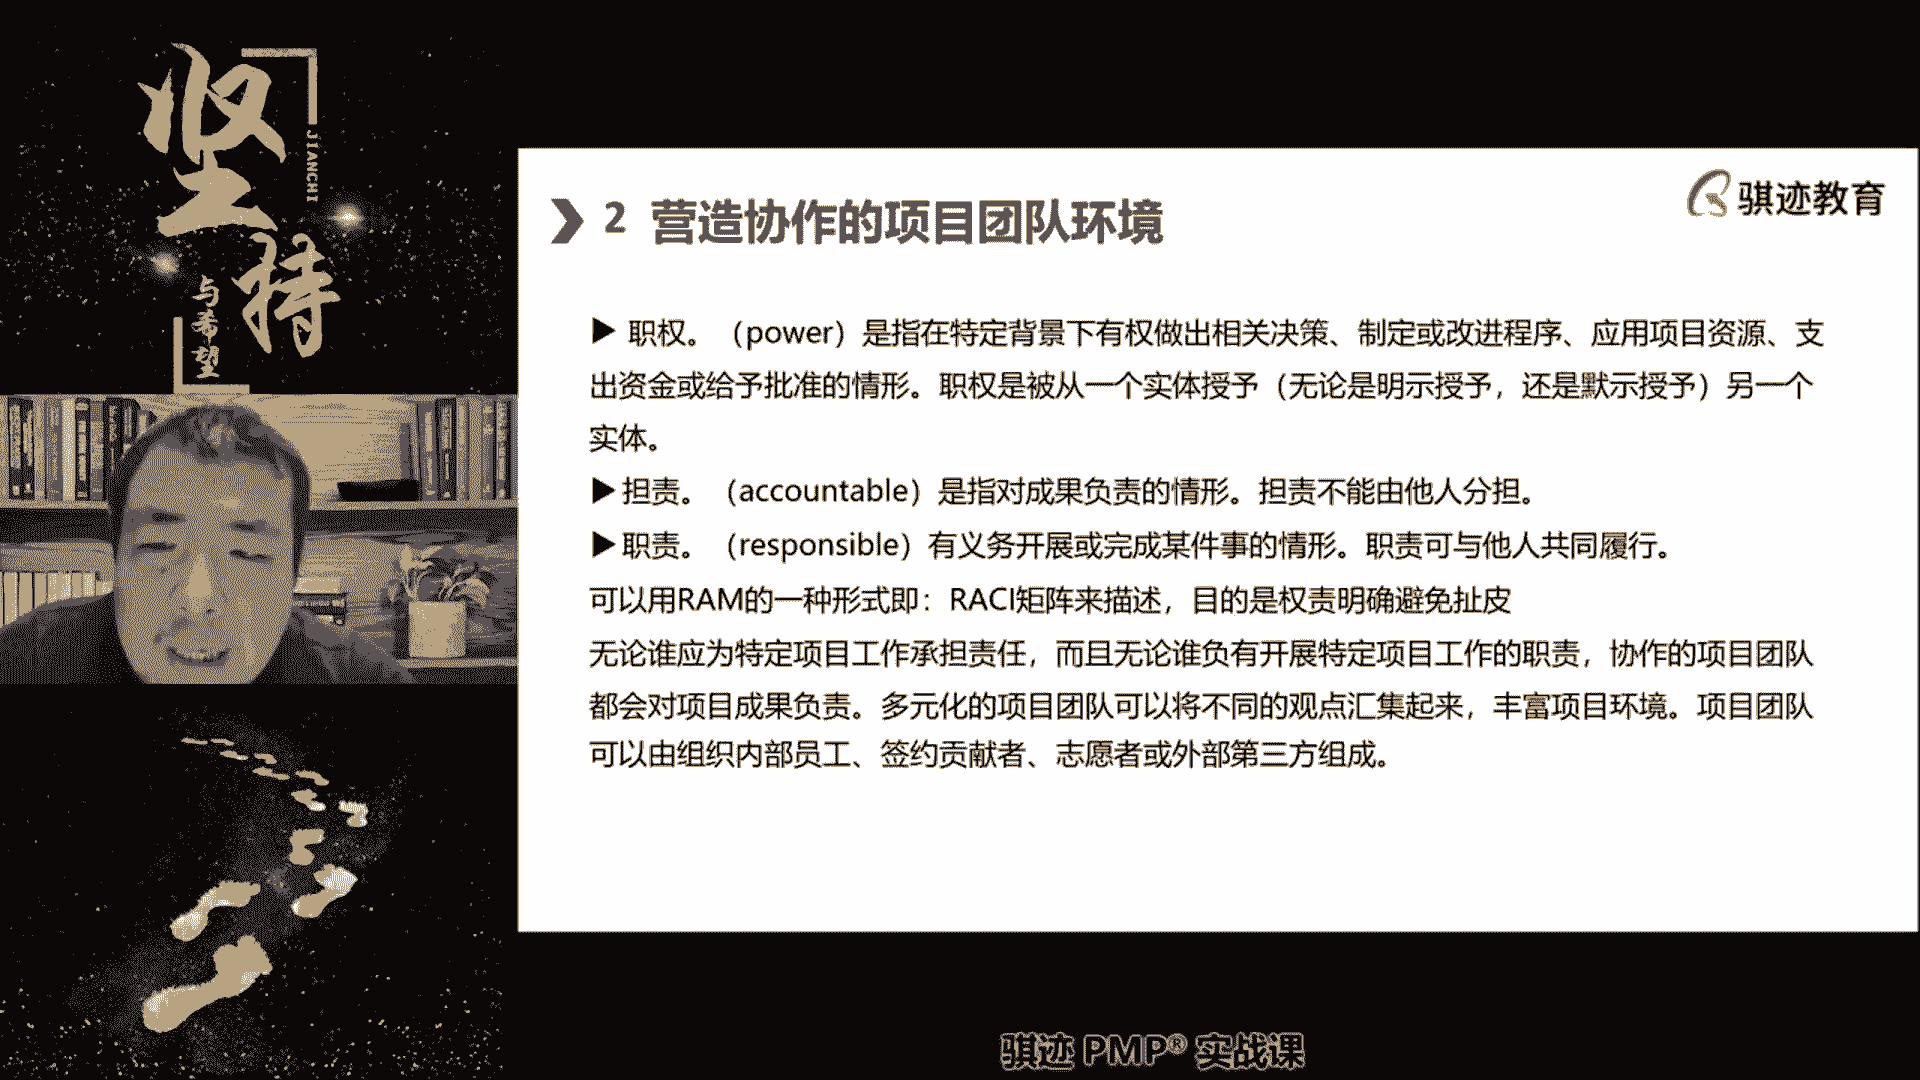 坚持
JIANCHI
与希望
骐迹教育
2 营造协作的项目团队环境
▶ 职权。（power）是指在特定背景下有权做出相关决策、制定或改进程序、应用项目资源、支
出资金或给予批准的情形。职权是被从一个实体授予（无论是明示授予，还是默示授予）另一个
实体。
▶ 担责。（accountable）是指对成果负责的情形。担责不能由他人分担。
▶ 职责。（responsible）有义务开展或完成某件事的情形。职责可与他人共同履行。
可以用RAM的一种形式即：RACI矩阵来描述，目的是权责明确避免扯皮
无论谁应为特定项目工作承担责任，而且无论谁负有开展特定项目工作的职责，协作的项目团队
都会对项目成果负责。多元化的项目团队可以将不同的观点汇集起来，丰富项目环境。项目团队
可以由组织内部员工、签约贡献者、志愿者或外部第三方组成。
骐迹 PMP® 实战课